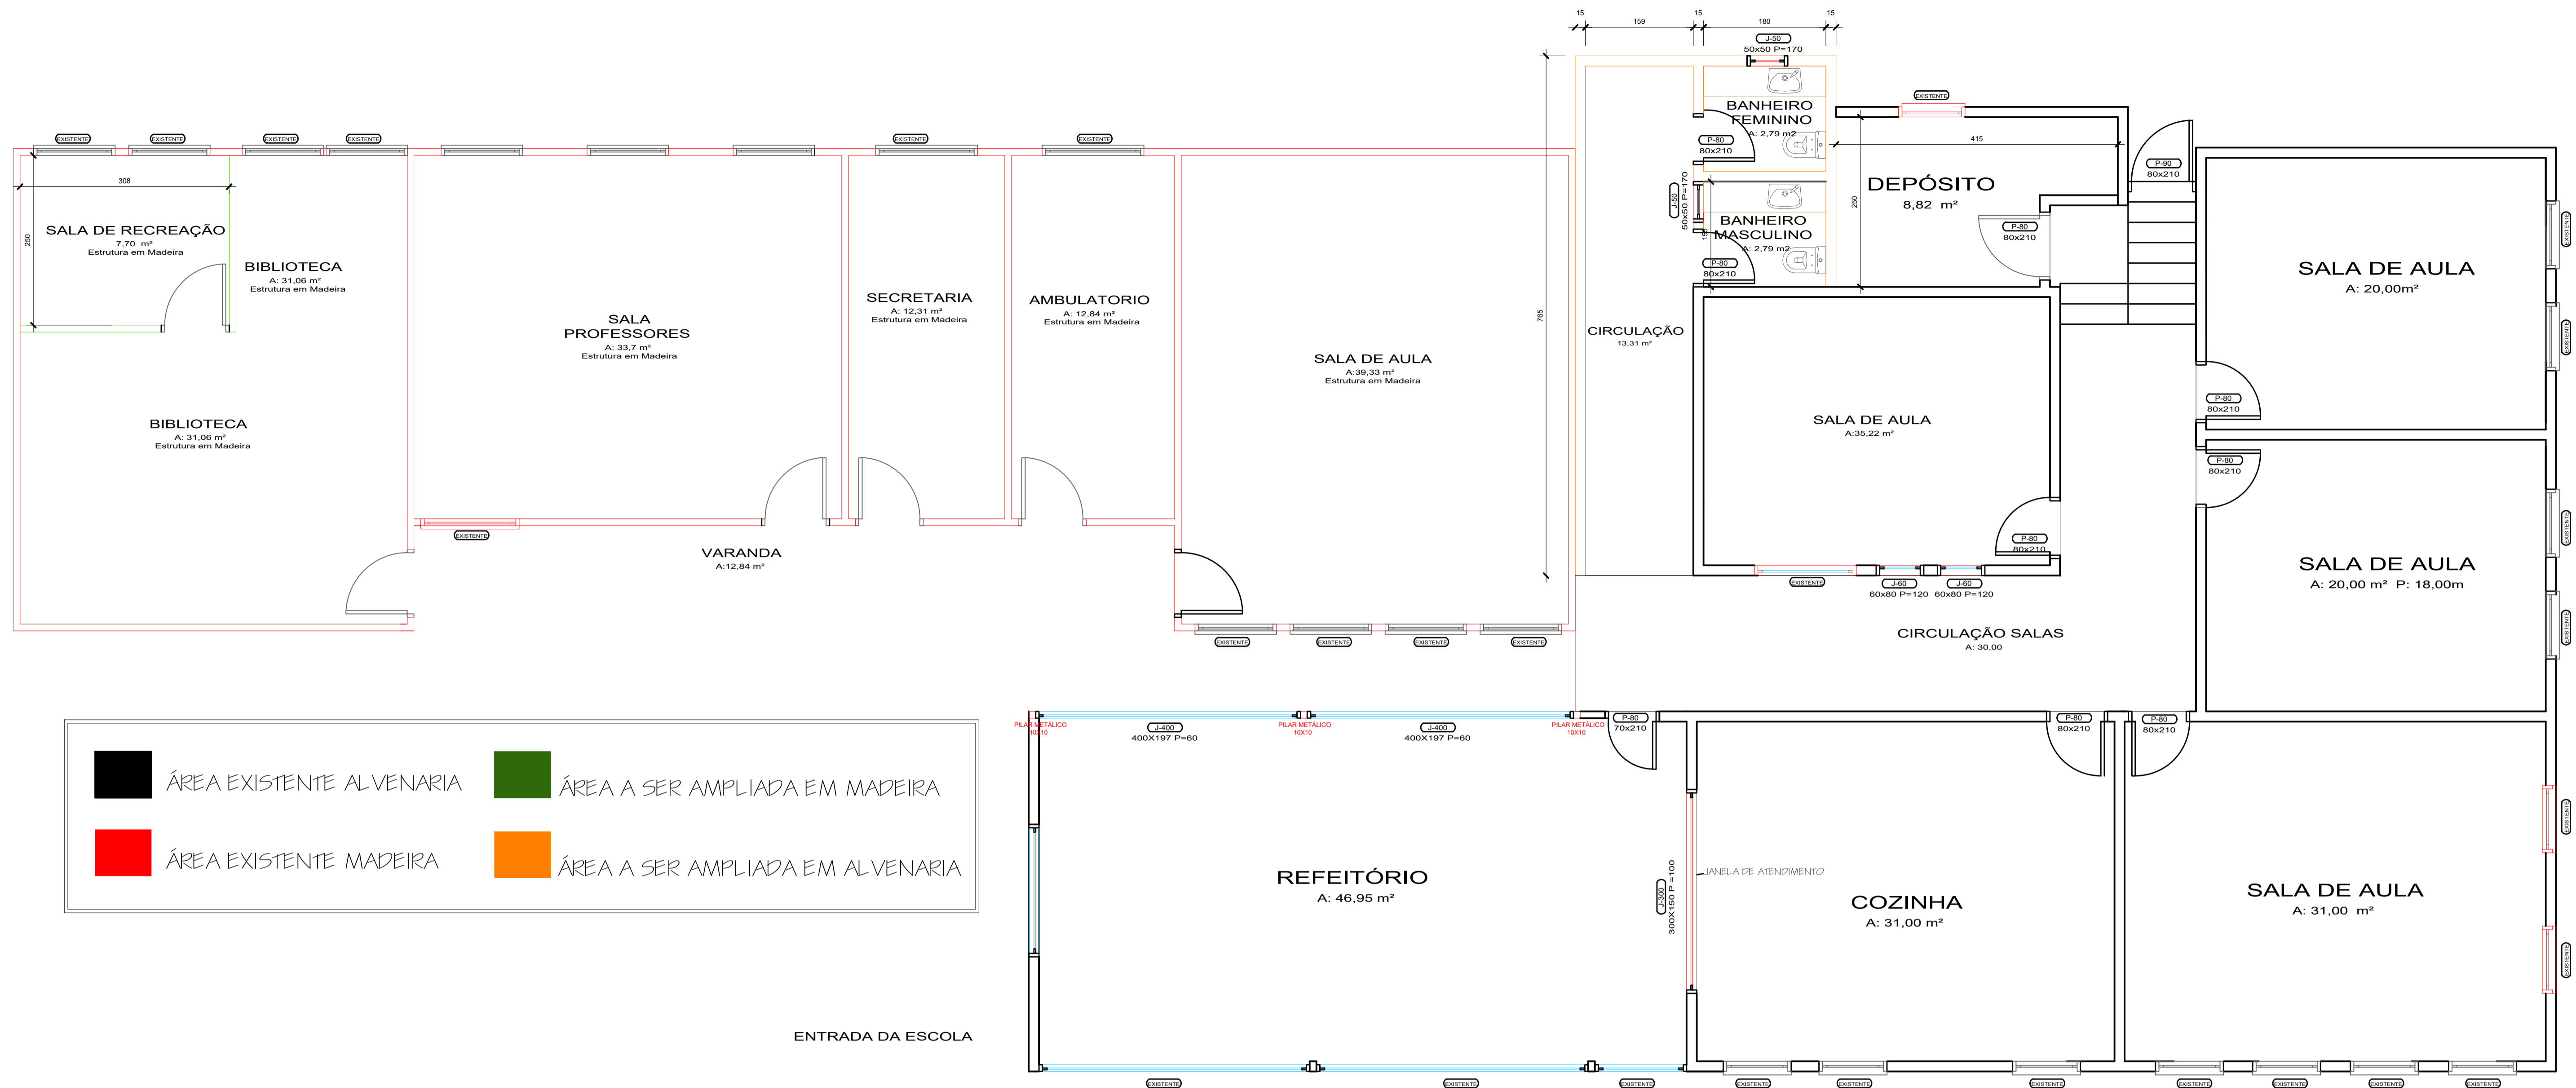 15
159
15
180
15
J-50
50x50 P=170
EXISTENTE
EXISTENTE
EXISTENTE
EXISTENTE
EXISTENTE
EXISTENTE
308
250
SALA DE RECREAÇÃO
7,70 m²
Estrutura em Madeira
BIBLIOTECA
A: 31,06 m²
Estrutura em Madeira
BIBLIOTECA
A: 31,06 m²
Estrutura em Madeira
SALA
PROFESSORES
A: 33,7 m²
Estrutura em Madeira
EXISTENTE
SECRETARIA
A: 12,31 m²
Estrutura em Madeira
AMBULATORIO
A: 12,84 m²
Estrutura em Madeira
VARANDA
A:12,84 m²
SALA DE AULA
A:39,33 m²
Estrutura em Madeira
EXISTENTE
EXISTENTE
EXISTENTE
EXISTENTE
765
CIRCULAÇÃO
13,31 m²
BANHEIRO
FEMININO
A: 2,79 m2
P-80
80x210
J-50
50x50 P=170
BANHEIRO
MASCULINO
A: 2,79 m2
155
P-80
80x210
EXISTENTE
415
250
DEPÓSITO
8,82 m²
P-80
80x210
P-90
80x210
SALA DE AULA
A:35,22 m²
P-80
80x210
EXISTENTE
J-60
60x80 P=120
J-60
60x80 P=120
CIRCULAÇÃO SALAS
A: 30,00
SALA DE AULA
A: 20,00m²
EXISTENTE
EXISTENTE
P-80
80x210
P-80
80x210
SALA DE AULA
A: 20,00 m² P: 18,00m
EXISTENTE
EXISTENTE
PILAR METÁLICO
10X10
J-400
400X197 P=60
PILAR METÁLICO
10X10
J-400
400X197 P=60
PILAR METÁLICO
10X10
P-80
70x210
P-80
80x210
P-80
80x210
ÁREA EXISTENTE ALVENARIA
ÁREA A SER AMPLIADA EM MADEIRA
ÁREA EXISTENTE MADEIRA
ÁREA A SER AMPLIADA EM ALVENARIA
REFEITÓRIO
A: 46,95 m²
J-300
300X150 P =100
JANELA DE ATENDIMENTO
COZINHA
A: 31,00 m²
SALA DE AULA
A: 31,00 m²
EXISTENTE
EXISTENTE
ENTRADA DA ESCOLA
EXISTENTE
EXISTENTE
EXISTENTE
EXISTENTE
EXISTENTE
EXISTENTE
EXISTENTE
EXISTENTE
EXISTENTE
EXISTENTE